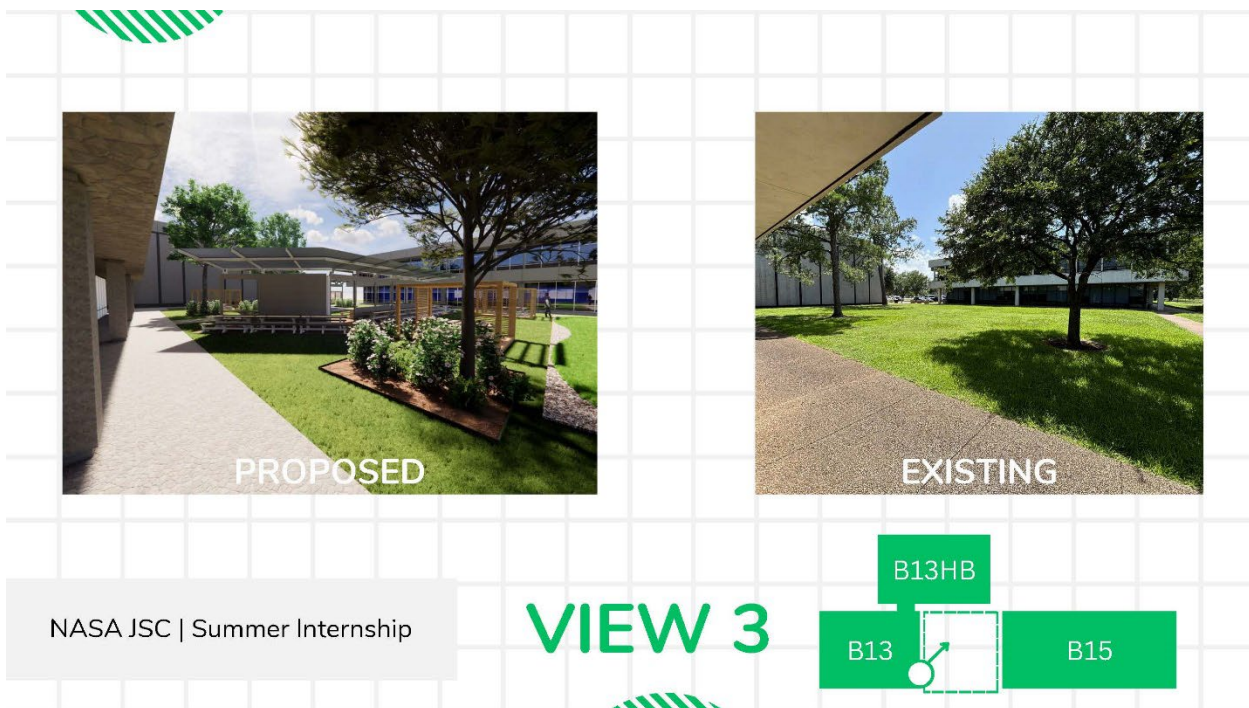 PROPOSED
EXISTING
NASA JSC | Summer Internship
VIEW 3
B13HB
B13
B15